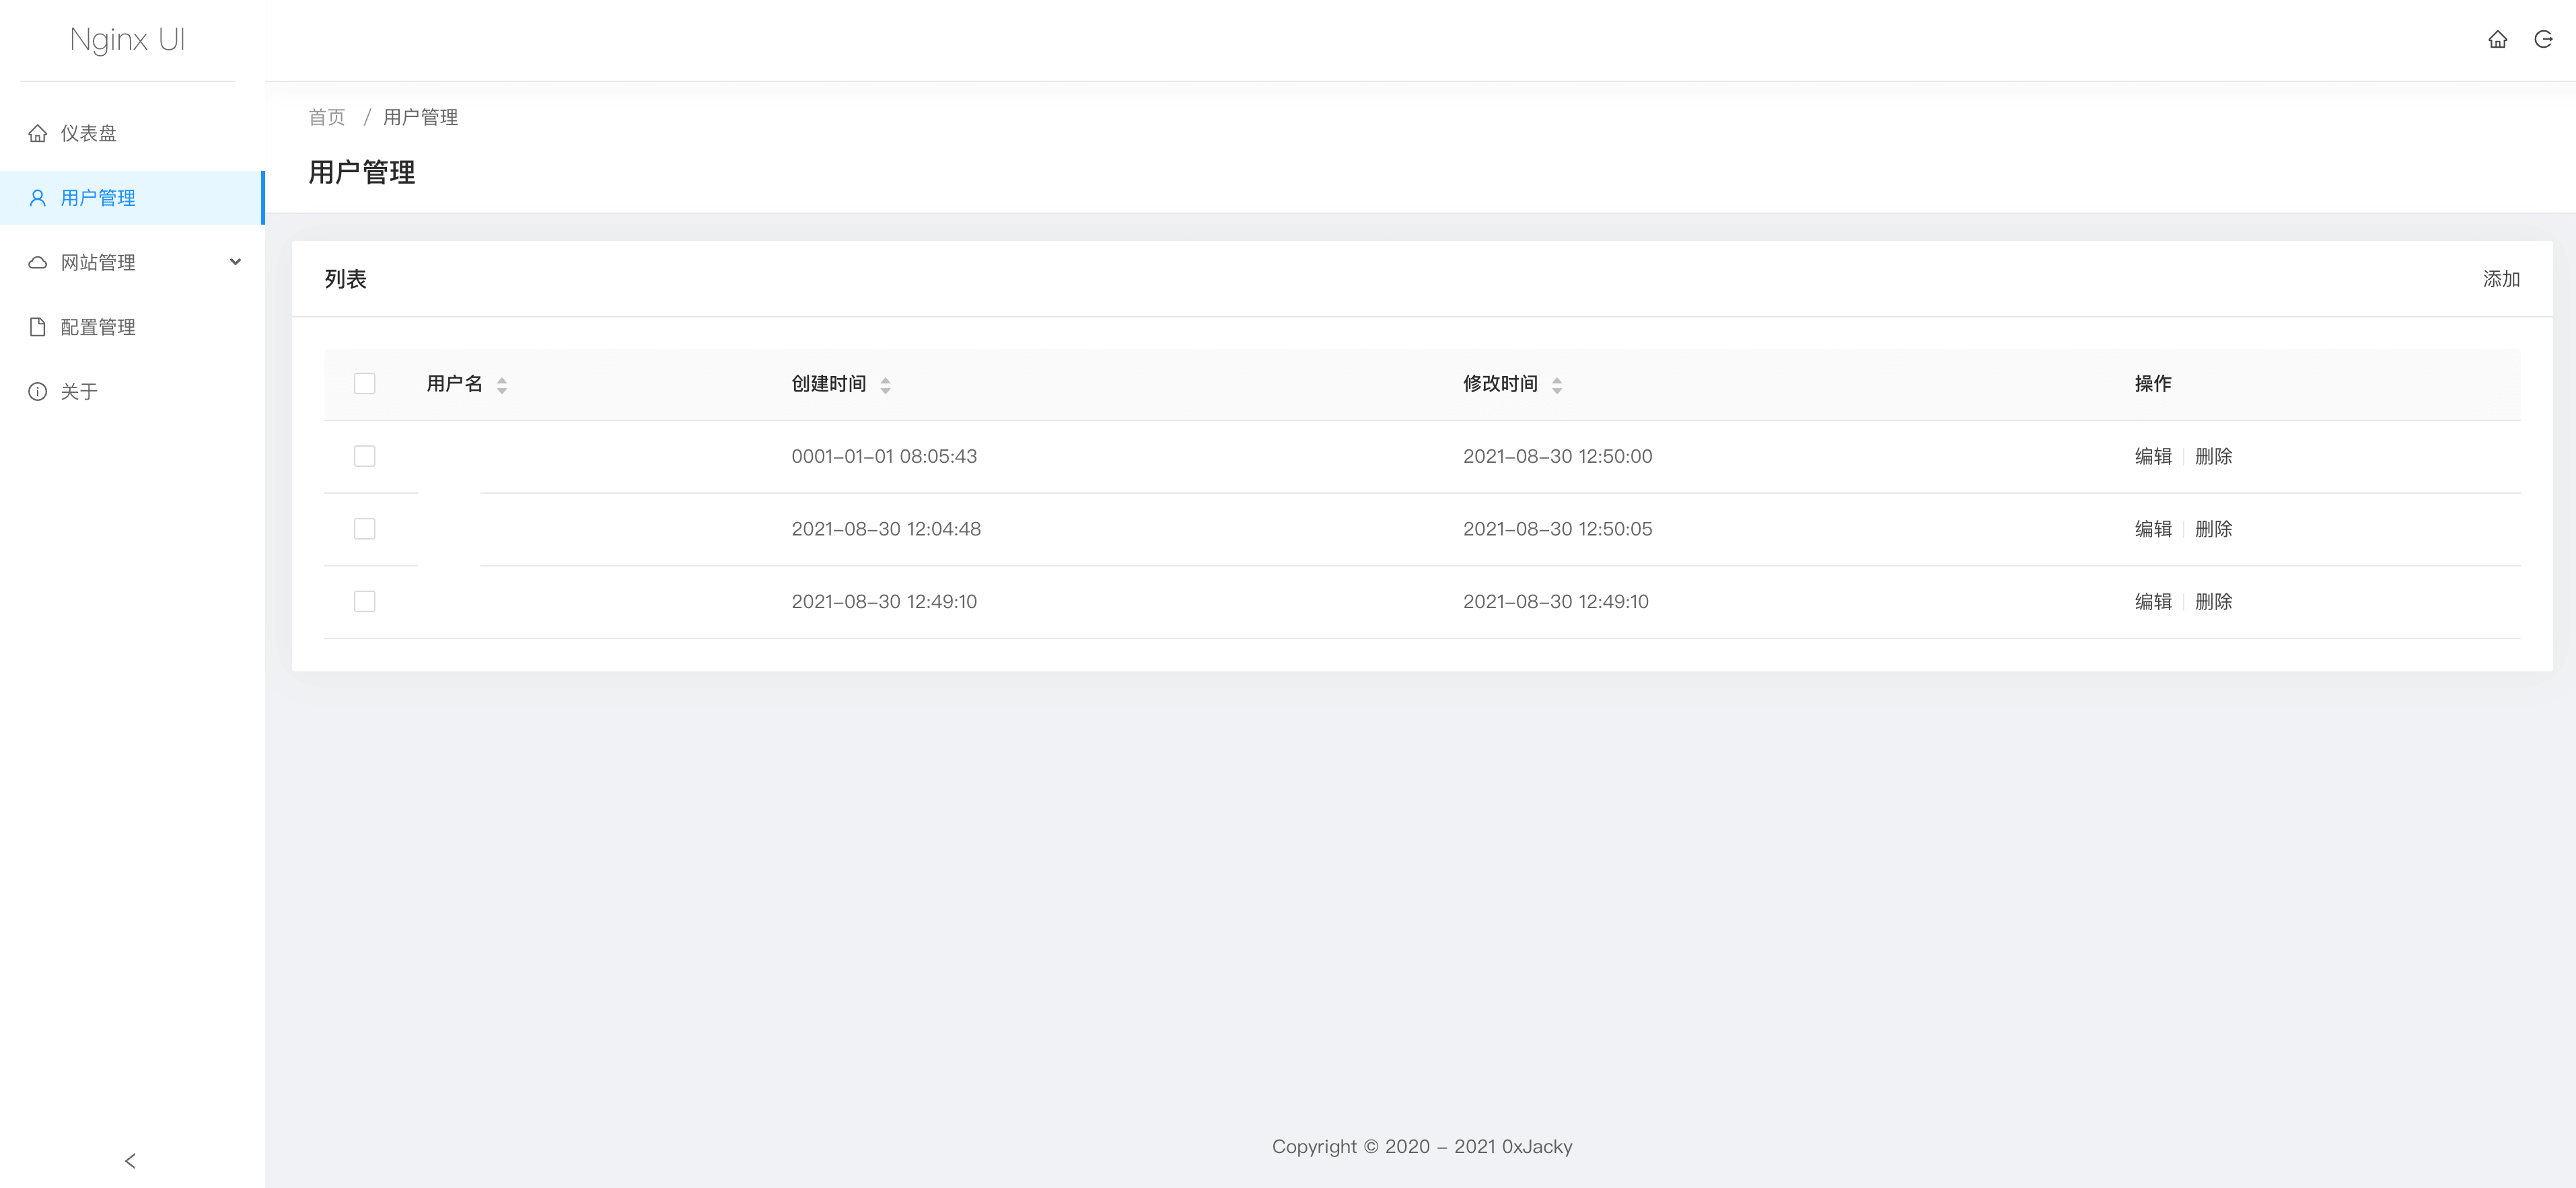 Nginx UI
仪表盘
用户管理
网站管理
配置管理
关于
首页 / 用户管理
用户管理
列表 添加
用户名 创建时间 修改时间 操作
0001-01-01 08:05:43 2021-08-30 12:50:00 编辑 删除
2021-08-30 12:04:48 2021-08-30 12:50:05 编辑 删除
2021-08-30 12:49:10 2021-08-30 12:49:10 编辑 删除
Copyright © 2020 - 2021 0xJacky